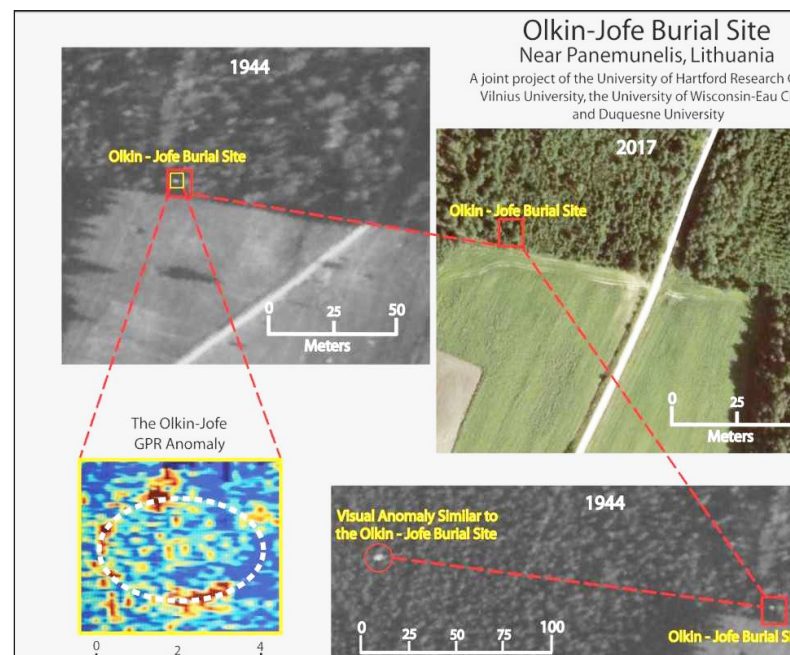 Olkin-Jofe Burial Site
Near Panemunelis, Lithuania
A joint project of the University of Hartford Research
Vilnius University, the University of Wisconsin-Eau
and Duquesne University
1944
Olkin - Jofe Burial Site
0 25 50
Meters
2017
Olkin - Jofe Burial Site
0 25
Meters
The Olkin-Jofe
GPR Anomaly
0 2 4
1944
Visual Anomaly Similar to
the Olkin - Jofe Burial Site
0 25 50 75 100
Olkin - Jofe Burial